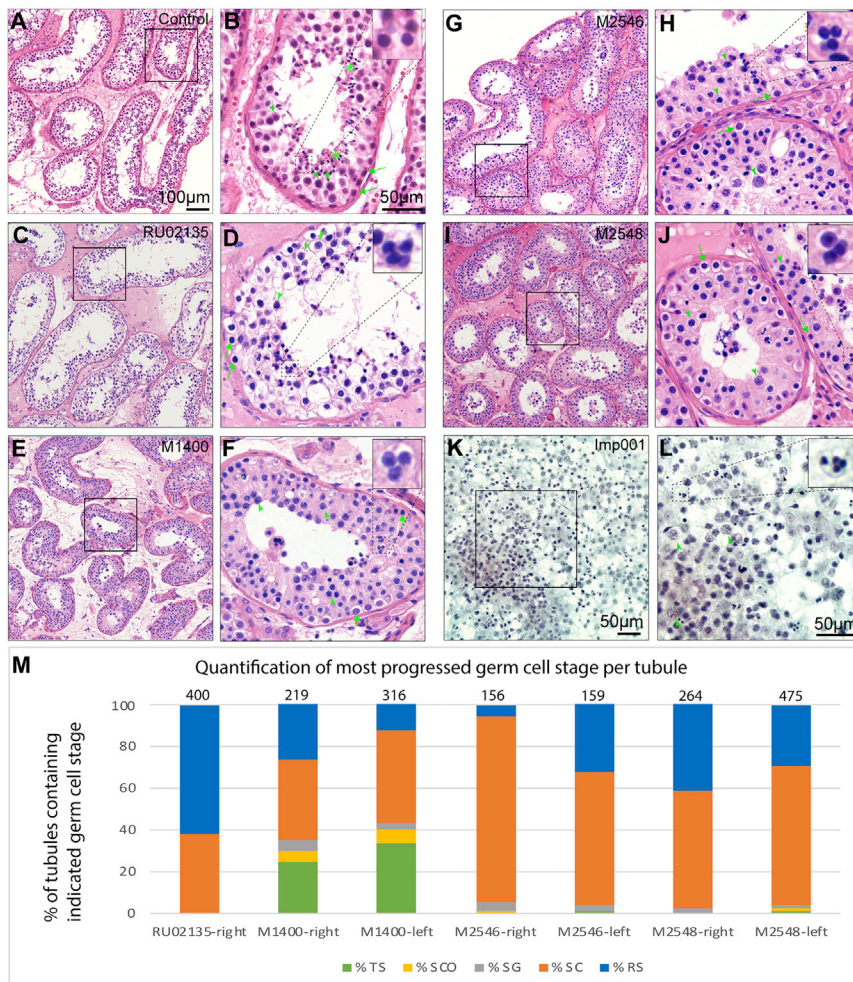 A Control
B
G M2546
H
100µm
50µm
C RU02135
D
I M2548
J
E M1400
F
K Imp001
L
50µm
50µm
M Quantification of most progressed germ cell stage per tubule
400 219 316 156 159 264 475
% of tubules containing
indicated germ cell stage
100
80
60
40
20
0
RU02135-right M1400-right M1400-left M2546-right M2546-left M2548-right M2548-left
% TS % SCO % SG % SC % RS